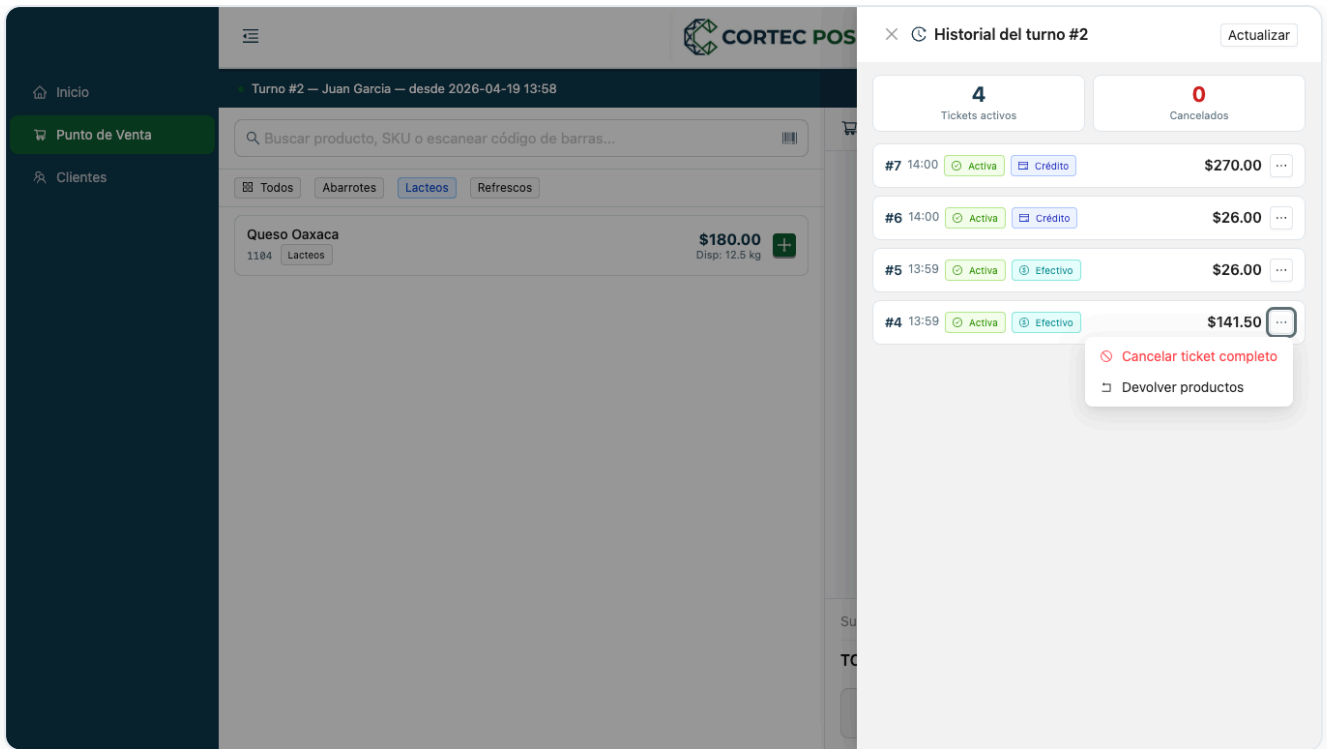 Inicio
Punto de Venta
Clientes
CORTEC POS
Turno #2 — Juan Garcia — desde 2026-04-19 13:58
Buscar producto, SKU o escanear código de barras...
Todos Abarrotes Lacteos Refrescos
Queso Oaxaca
1104 Lacteos
$180.00
Disp: 12.5 kg
Su
TO
Historial del turno #2 Actualizar
4
Tickets activos
0
Cancelados
#7 14:00 Activa Crédito $270.00
#6 14:00 Activa Crédito $26.00
#5 13:59 Activa Efectivo $26.00
#4 13:59 Activa Efectivo $141.50
Cancelar ticket completo
Devolver productos